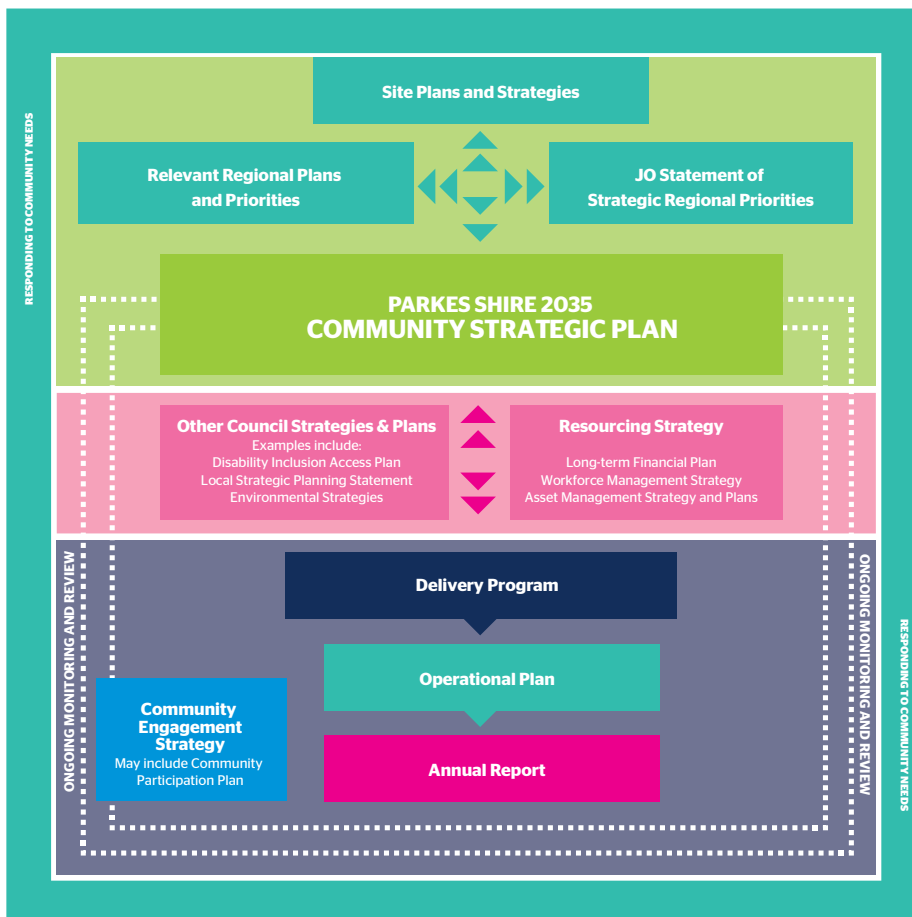 RESPONDING TO COMMUNITY NEEDS
Site Plans and Strategies
Relevant Regional Plans
and Priorities
JO Statement of
Strategic Regional Priorities
PARKES SHIRE 2035
COMMUNITY STRATEGIC PLAN
Other Council Strategies & Plans
Examples include:
Disability Inclusion Access Plan
Local Strategic Planning Statement
Environmental Strategies
Resourcing Strategy
Long-term Financial Plan
Workforce Management Strategy
Asset Management Strategy and Plans
ONGOING MONITORING AND REVIEW
Delivery Program
Operational Plan
Annual Report
Community
Engagement
Strategy
May include Community
Participation Plan
ONGOING MONITORING AND REVIEW
RESPONDING TO COMMUNITY NEEDS